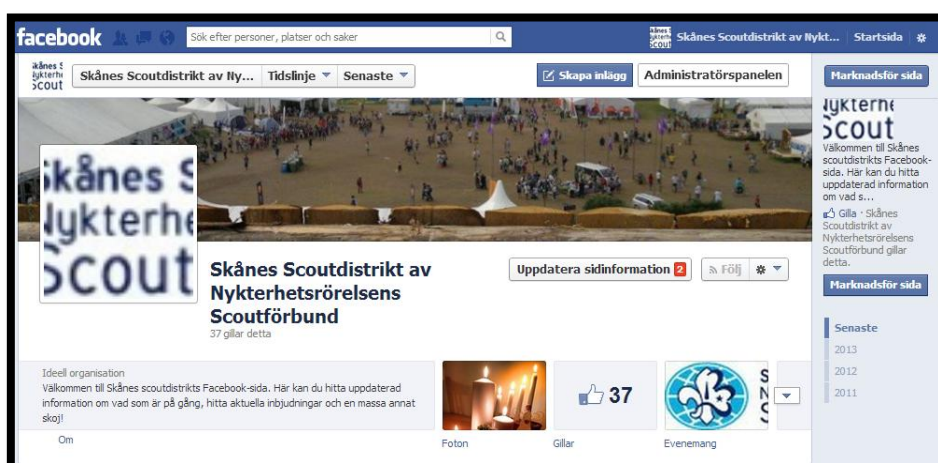 facebook Sök efter personer, platser och saker Skånes Scoutdistrikt av Nykt... Startsida
Skånes Scoutdistrikt av Ny... Tidslinje Senaste Skapa inlägg Administratörspanelen Marknadsför sida
kånes S
Nykterhe
Scout
Skånes Scoutdistrikt av
Nykterhetsrörelsens
Scoutförbund
37 gillar detta
Uppdatera sidinformation 2 Följ
Ideell organisation
Välkommen till Skånes scoutdistrikts Facebook-sida. Här kan du hitta uppdaterad
information om vad som är på gång, hitta aktuella inbjudningar och en massa annat
skoj!
Om
37
S
N
S
Foton Gillar Evenemang
Nykterhe
Scout
Välkommen till Skånes
scoutdistrikts Facebook-
sida. Här kan du hitta
uppdaterad information
om vad s...
Gilla · Skånes
Scoutdistrikt av
Nykterhetsrörelsens
Scoutförbund gillar
detta.
Marknadsför sida
Senaste
2013
2012
2011